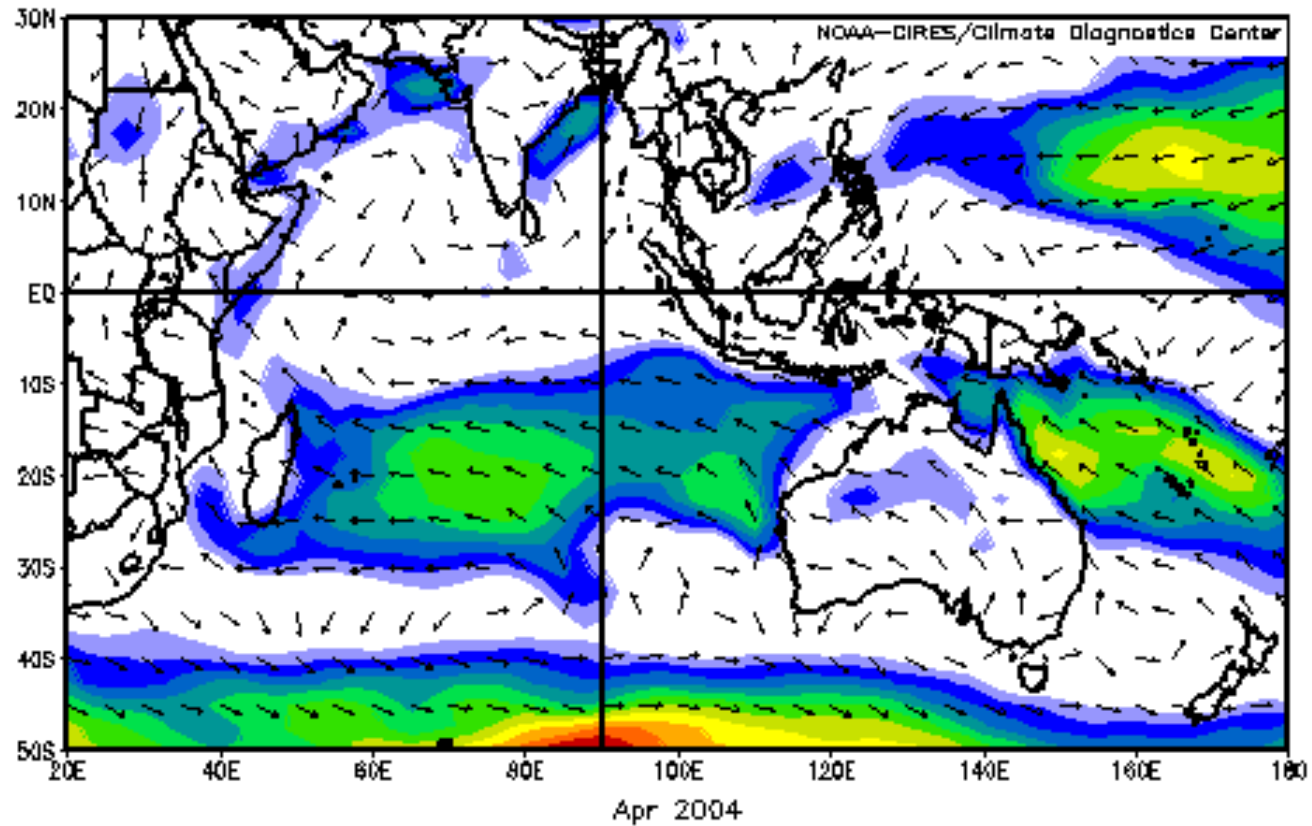 30N
NOAA-CIRES/Climate Diagnostics Center
20N
10N
EQ
10S
20S
30S
40S
50S
20E 40E 60E 80E 100E 120E 140E 160E 180
Apr 2004